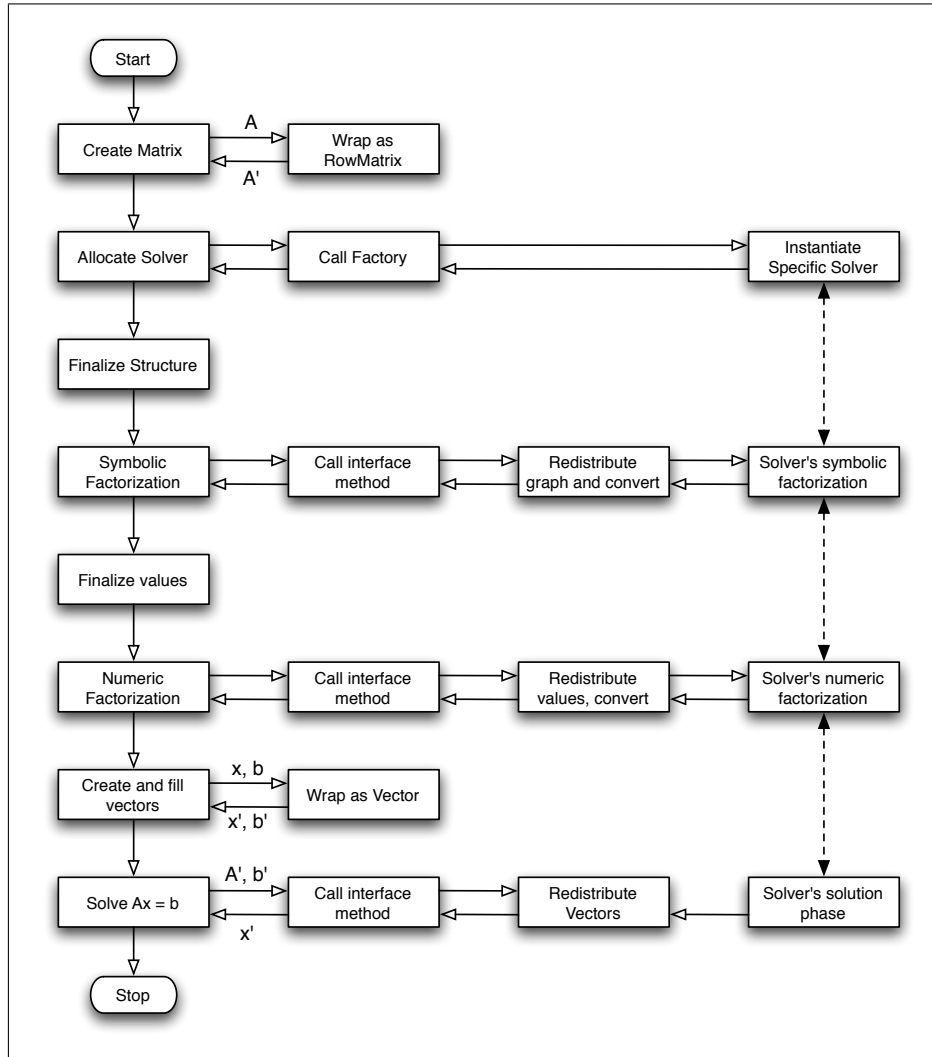 Start
A
Create Matrix
Wrap as
RowMatrix
A'
Allocate Solver
Call Factory
Instantiate
Specific Solver
Finalize Structure
Symbolic
Factorization
Call interface
method
Redistribute
graph and convert
Solver's symbolic
factorization
Finalize values
Numeric
Factorization
Call interface
method
Redistribute
values, convert
Solver's numeric
factorization
x, b
Create and fill
vectors
Wrap as Vector
x', b'
A', b'
Solve Ax = b
Call interface
method
Redistribute
Vectors
Solver's solution
phase
x'
Stop